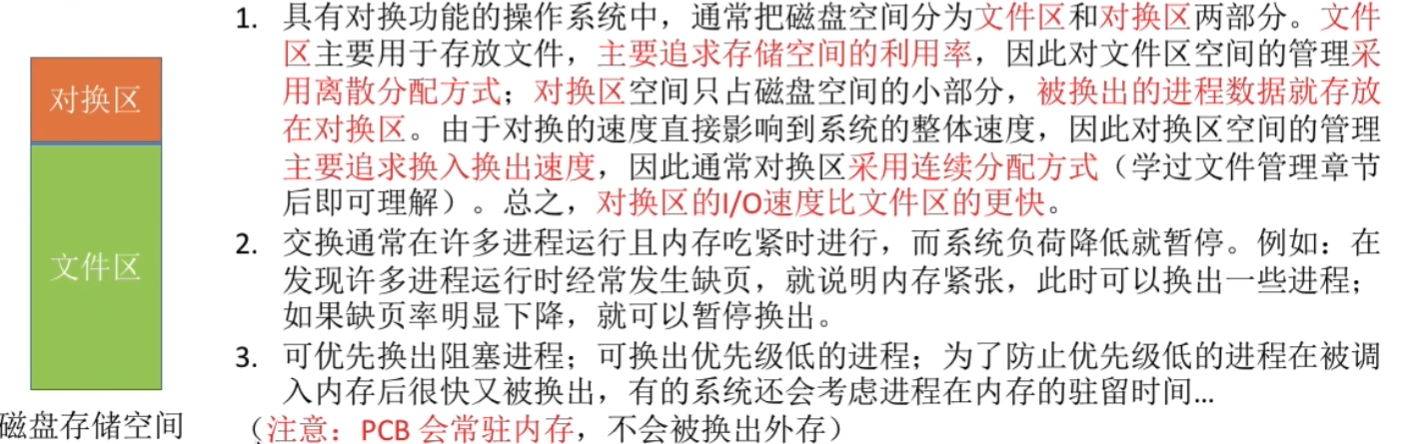 对换区
文件区
磁盘存储空间
1. 具有对换功能的操作系统中，通常把磁盘空间分为文件区和对换区两部分。文件
区主要用于存放文件，主要追求存储空间的利用率，因此对文件区空间的管理采
用离散分配方式；对换区空间只占磁盘空间的小部分，被换出的进程数据就存放
在对换区。由于对换的速度直接影响到系统的整体速度，因此对换区空间的管理
主要追求换入换出速度，因此通常对换区采用连续分配方式（学过文件管理章节
后即可理解）。总之，对换区的I/O速度比文件区的更快。
2. 交换通常在许多进程运行且内存吃紧时进行，而系统负荷降低就暂停。例如：在
发现许多进程运行时经常发生缺页，就说明内存紧张，此时可以换出一些进程；
如果缺页率明显下降，就可以暂停换出。
3. 可优先换出阻塞进程；可换出优先级低的进程；为了防止优先级低的进程在被调
入内存后很快又被换出，有的系统还会考虑进程在内存的驻留时间…
（注意：PCB 会常驻内存，不会被换出外存）